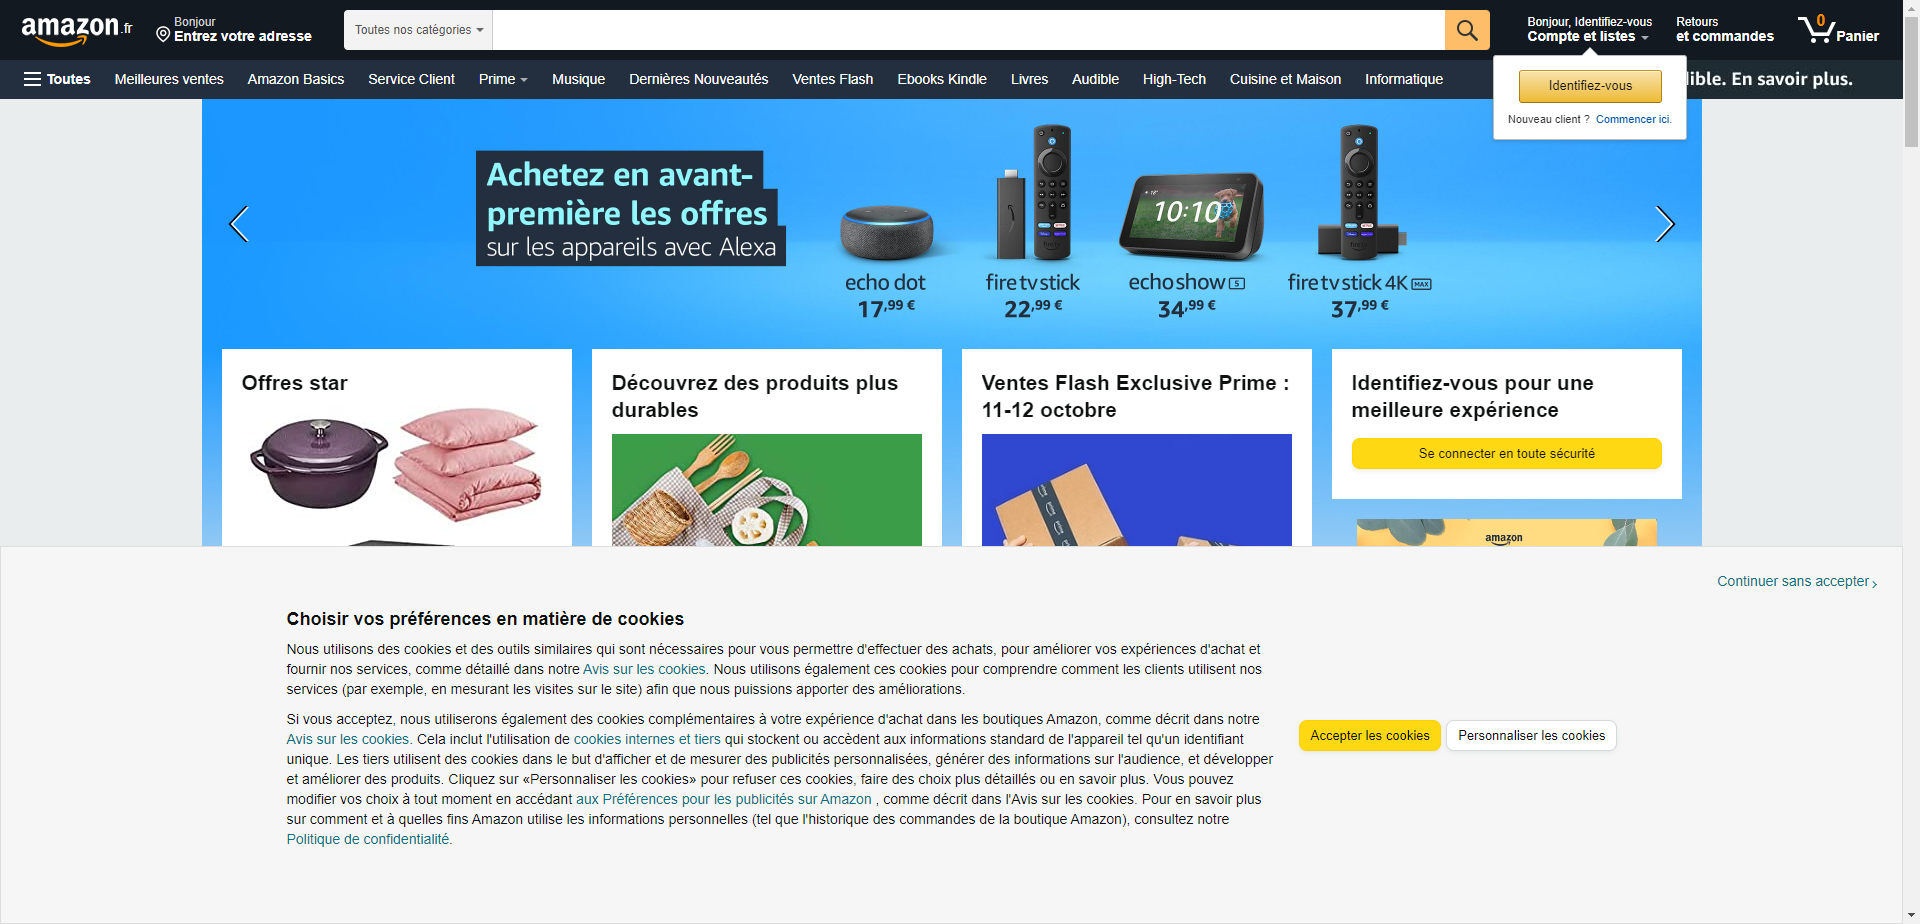 amazon.fr
Bonjour
Entrez votre adresse
Toutes nos catégories
Bonjour, Identifiez-vous
Compte et listes
Retours
et commandes
0
Panier
Toutes
Meilleures ventes
Amazon Basics
Service Client
Prime
Musique
Dernières Nouveautés
Ventes Flash
Ebooks Kindle
Livres
Audible
High-Tech
Cuisine et Maison
Informatique
En savoir plus.
Identifiez-vous
Nouveau client ? Commencer ici.
Achetez en avant-
première les offres
sur les appareils avec Alexa
10:10
echo dot
17,99 €
fire tv stick
22,99 €
echo show 5
34,99 €
fire tv stick 4K MAX
37,99 €
Offres star
Découvrez des produits plus
durables
Ventes Flash Exclusive Prime :
11-12 octobre
Identifiez-vous pour une
meilleure expérience
Se connecter en toute sécurité
amazon
Continuer sans accepter
Choisir vos préférences en matière de cookies
Nous utilisons des cookies et des outils similaires qui sont nécessaires pour vous permettre d'effectuer des achats, pour améliorer vos expériences d'achat et
fournir nos services, comme détaillé dans notre Avis sur les cookies. Nous utilisons également ces cookies pour comprendre comment les clients utilisent nos
services (par exemple, en mesurant les visites sur le site) afin que nous puissions apporter des améliorations.
Si vous acceptez, nous utiliserons également des cookies complémentaires à votre expérience d'achat dans les boutiques Amazon, comme décrit dans notre
Avis sur les cookies. Cela inclut l'utilisation de cookies internes et tiers qui stockent ou accèdent aux informations standard de l'appareil tel qu'un identifiant
unique. Les tiers utilisent des cookies dans le but d'afficher et de mesurer des publicités personnalisées, générer des informations sur l'audience, et développer
et améliorer des produits. Cliquez sur «Personnaliser les cookies» pour refuser ces cookies, faire des choix plus détaillés ou en savoir plus. Vous pouvez
modifier vos choix à tout moment en accédant aux Préférences pour les publicités sur Amazon , comme décrit dans l'Avis sur les cookies. Pour en savoir plus
sur comment et à quelles fins Amazon utilise les informations personnelles (tel que l'historique des commandes de la boutique Amazon), consultez notre
Politique de confidentialité.
Accepter les cookies
Personnaliser les cookies